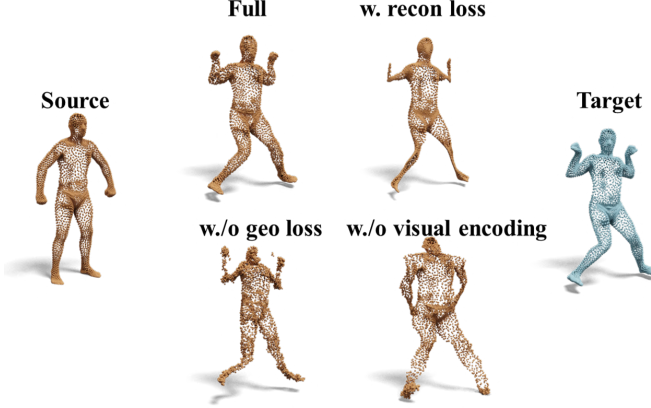 Full
w. recon loss
Source
Target
w./o geo loss
w./o visual encoding